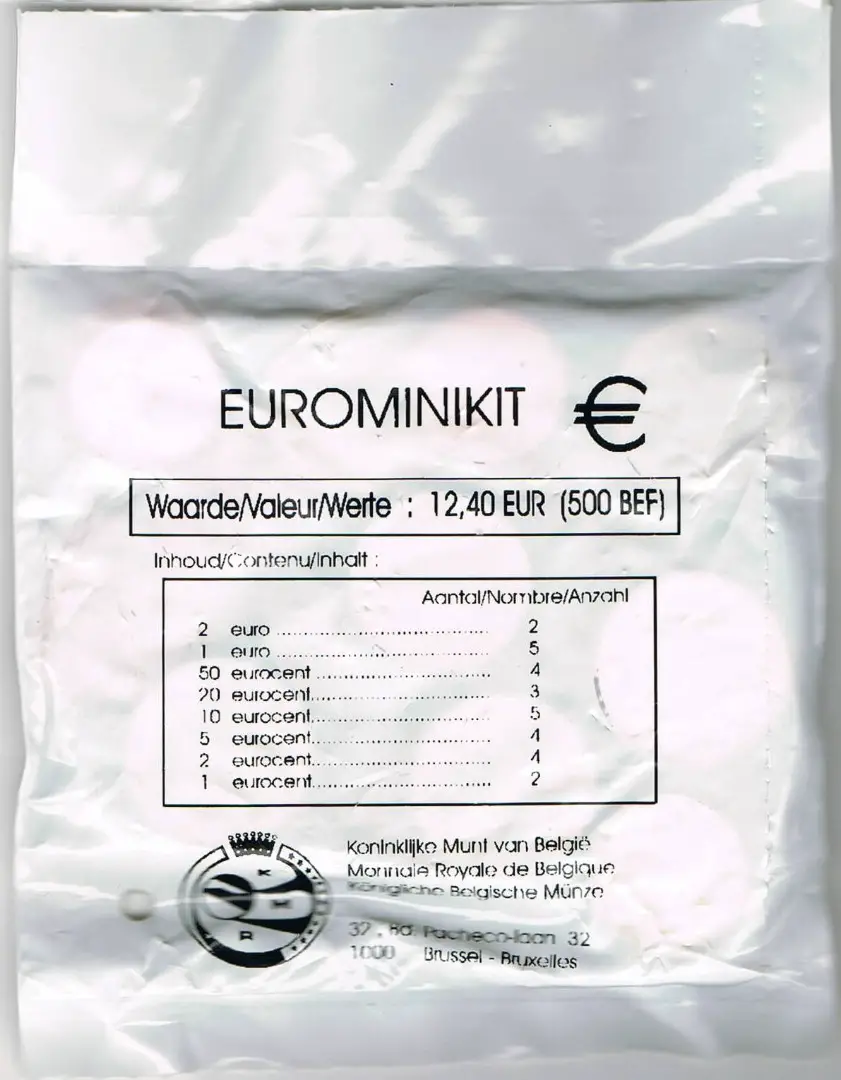 EUROMINIKIT €
Waarde/Valeur/Werte : 12,40 EUR (500 BEF)
Inhoud/Contenu/Inhalt :
Aantal/Nombre/Anzahl
2 euro .......................................... 2
1 euro .......................................... 5
50 eurocent .................................. 4
20 eurocent.................................. 3
10 eurocent.................................. 5
5 eurocent.................................. 4
2 eurocent.................................. 4
1 eurocent.................................. 2
K
M
R
Koninklijke Munt van België
Monnaie Royale de Belgique
Königliche Belgische Münze
32, Bd. Pacheco-laan 32
1000 Brussel - Bruxelles